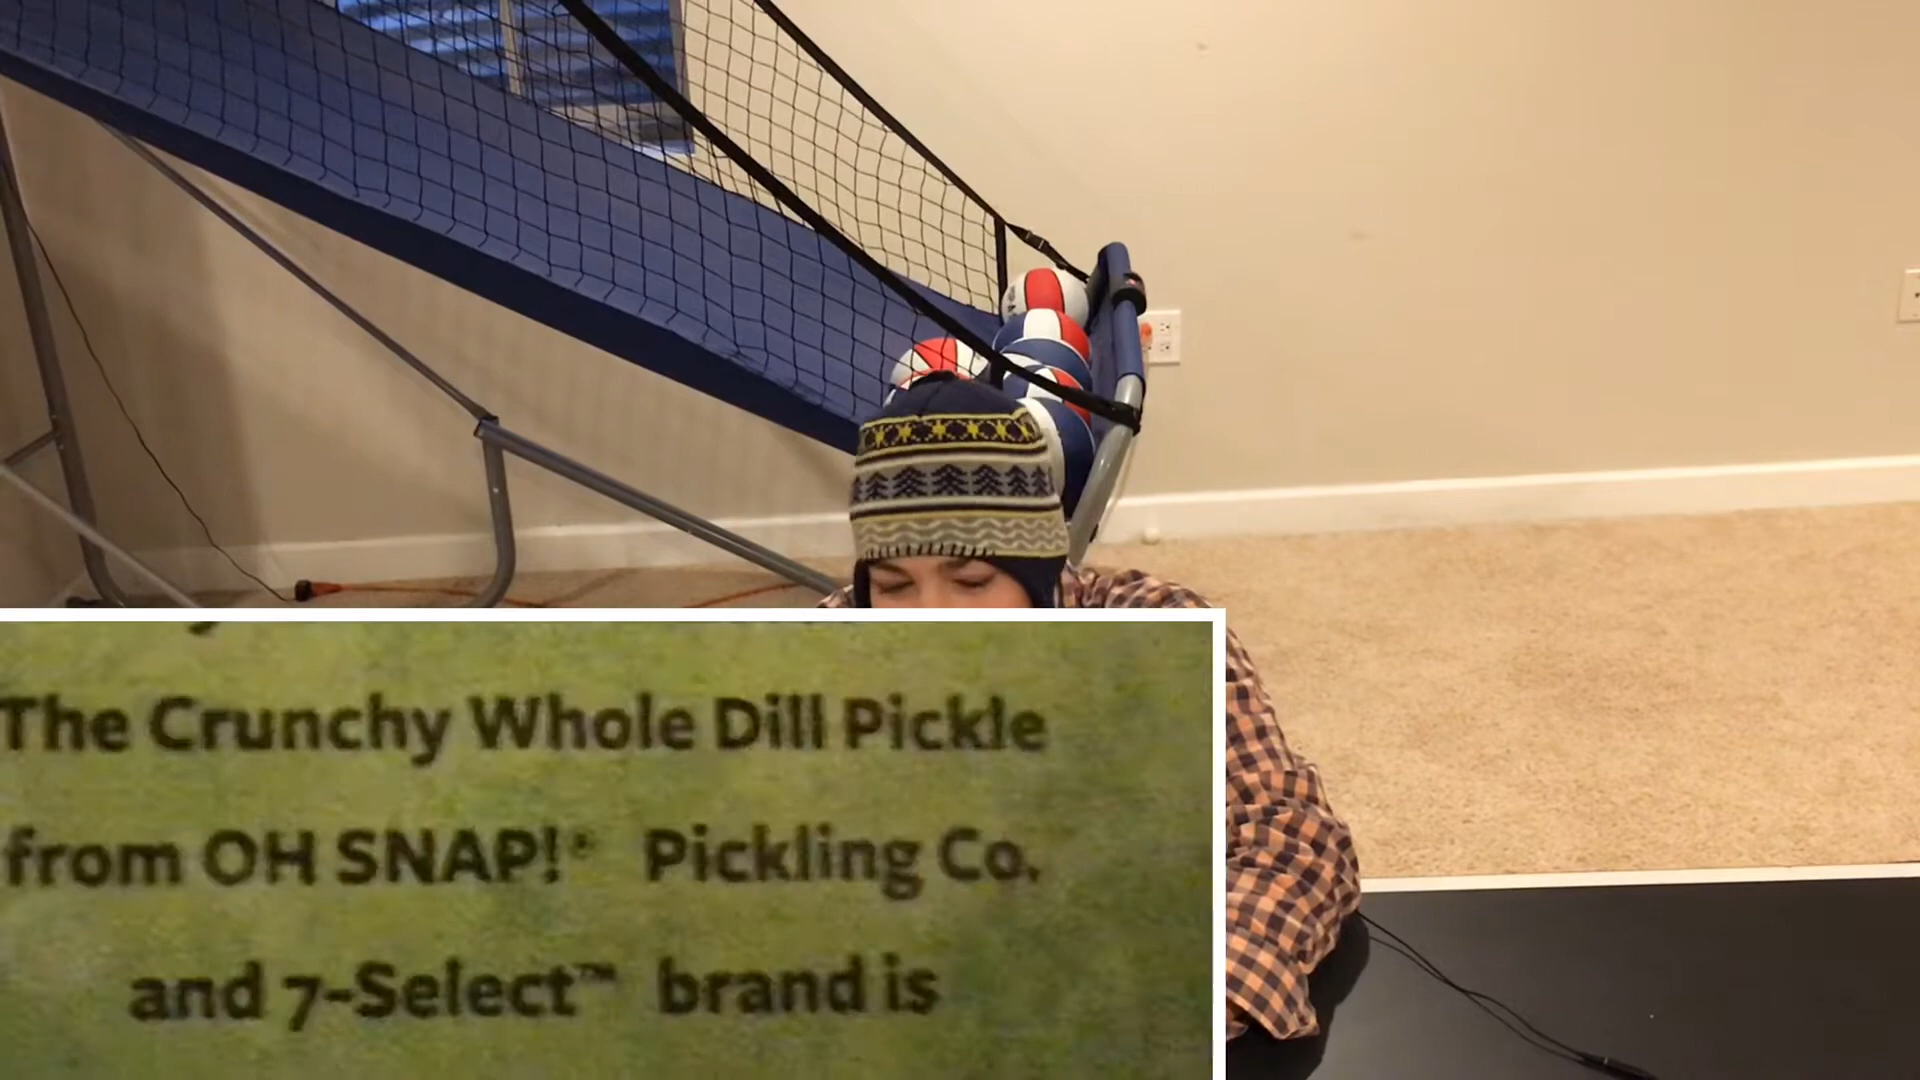 The Crunchy Whole Dill Pickle
from OH SNAP!® Pickling Co.
and 7-Select™ brand is